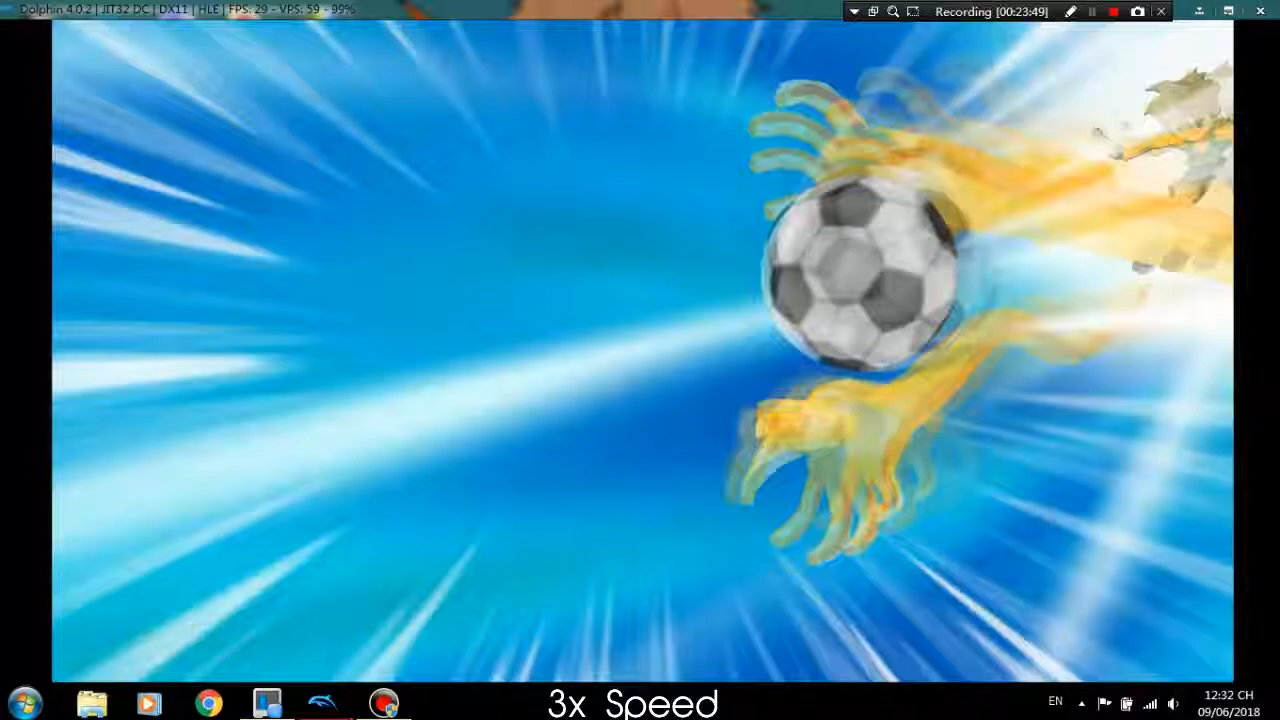 Dolphin 4.0.2 | JIT32 DC | DX11 | HLE | FPS: 29 - VPS: 59 - 99%
Recording [00:23:49]
3x Speed
EN
12:32 CH
09/06/2018